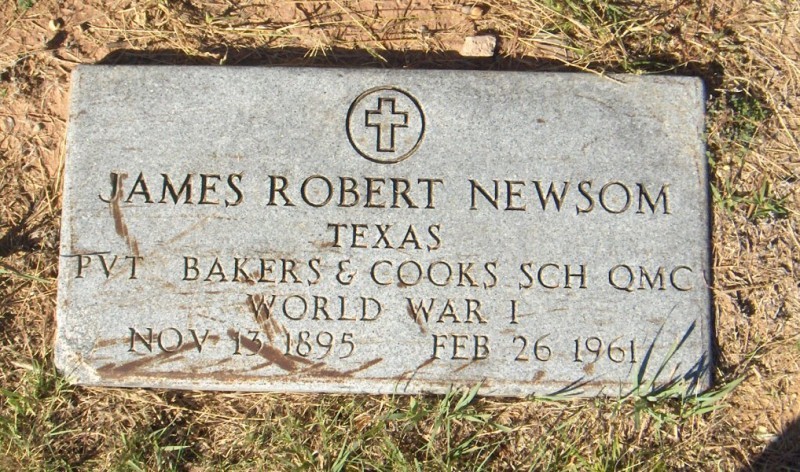 JAMES ROBERT NEWSOM
TEXAS
PVT BAKERS & COOKS SCH QMC
WORLD WAR I
NOV 13 1895 FEB 26 1961